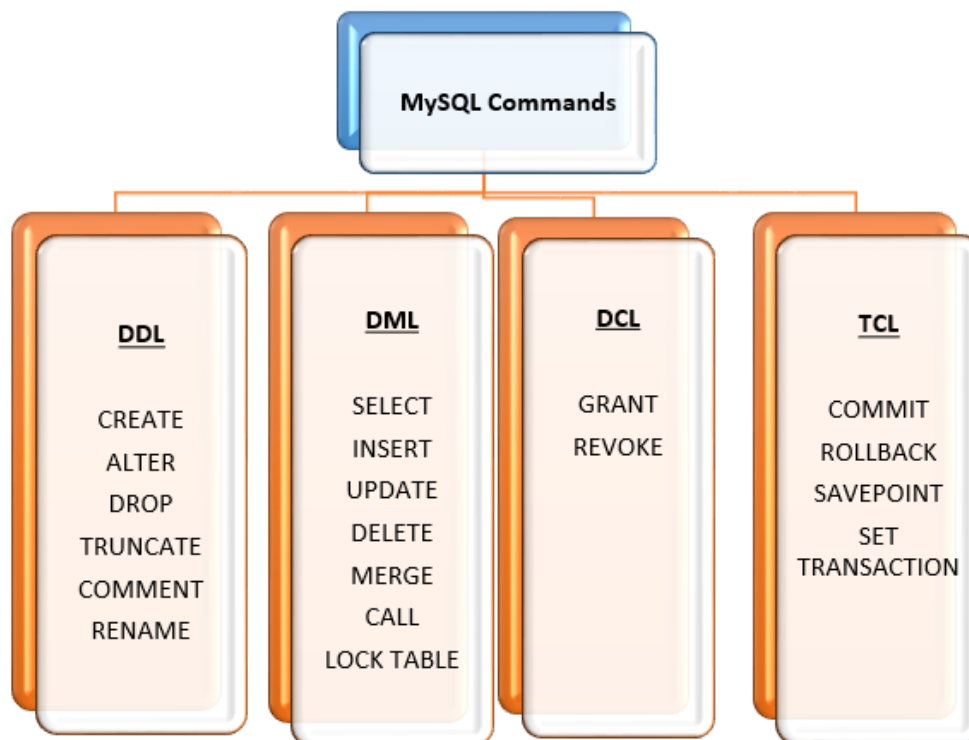 MySQL Commands
DDL
CREATE
ALTER
DROP
TRUNCATE
COMMENT
RENAME
DML
SELECT
INSERT
UPDATE
DELETE
MERGE
CALL
LOCK TABLE
DCL
GRANT
REVOKE
TCL
COMMIT
ROLLBACK
SAVEPOINT
SET
TRANSACTION